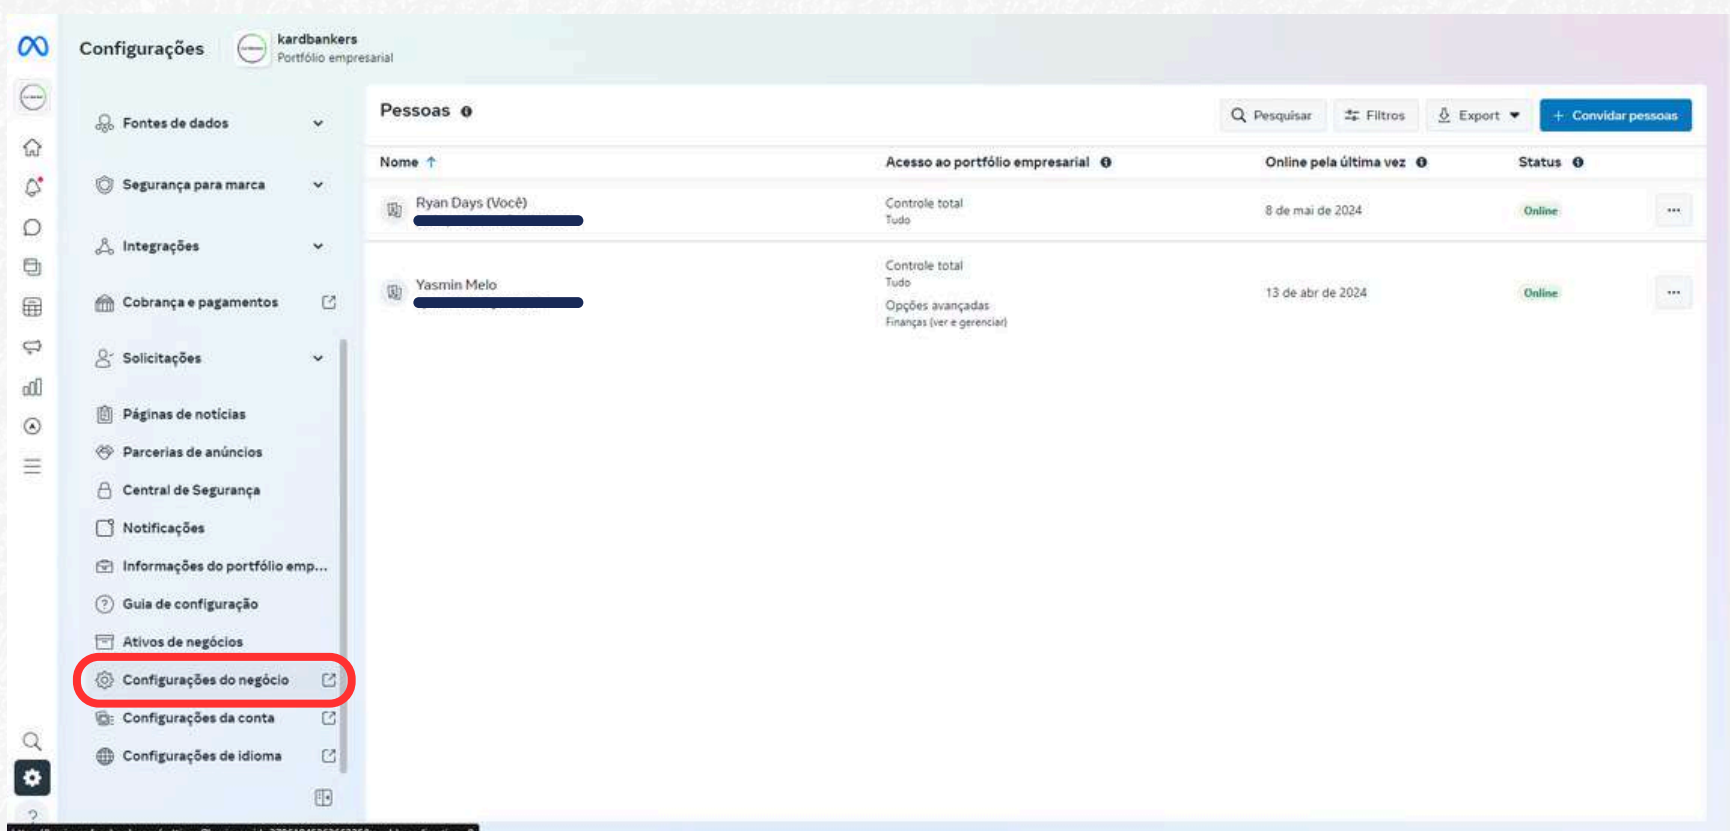 Configurações
kardbankers
Portfólio empresarial
Fontes de dados
Segurança para marca
Integrações
Cobrança e pagamentos
Solicitações
Páginas de notícias
Parcerias de anúncios
Central de Segurança
Notificações
Informações do portfólio emp...
Guia de configuração
Ativos de negócios
Configurações do negócio
Configurações da conta
Configurações de idioma
Pessoas
Pesquisar
Filtros
Export
+ Convidar pessoas
Nome ↑
Acesso ao portfólio empresarial
Online pela última vez
Status
Ryan Days (Você)
Controle total
Tudo
8 de mai de 2024
Online
...
Yasmin Melo
Controle total
Tudo
Opções avançadas
Finanças (ver e gerenciar)
13 de abr de 2024
Online
...